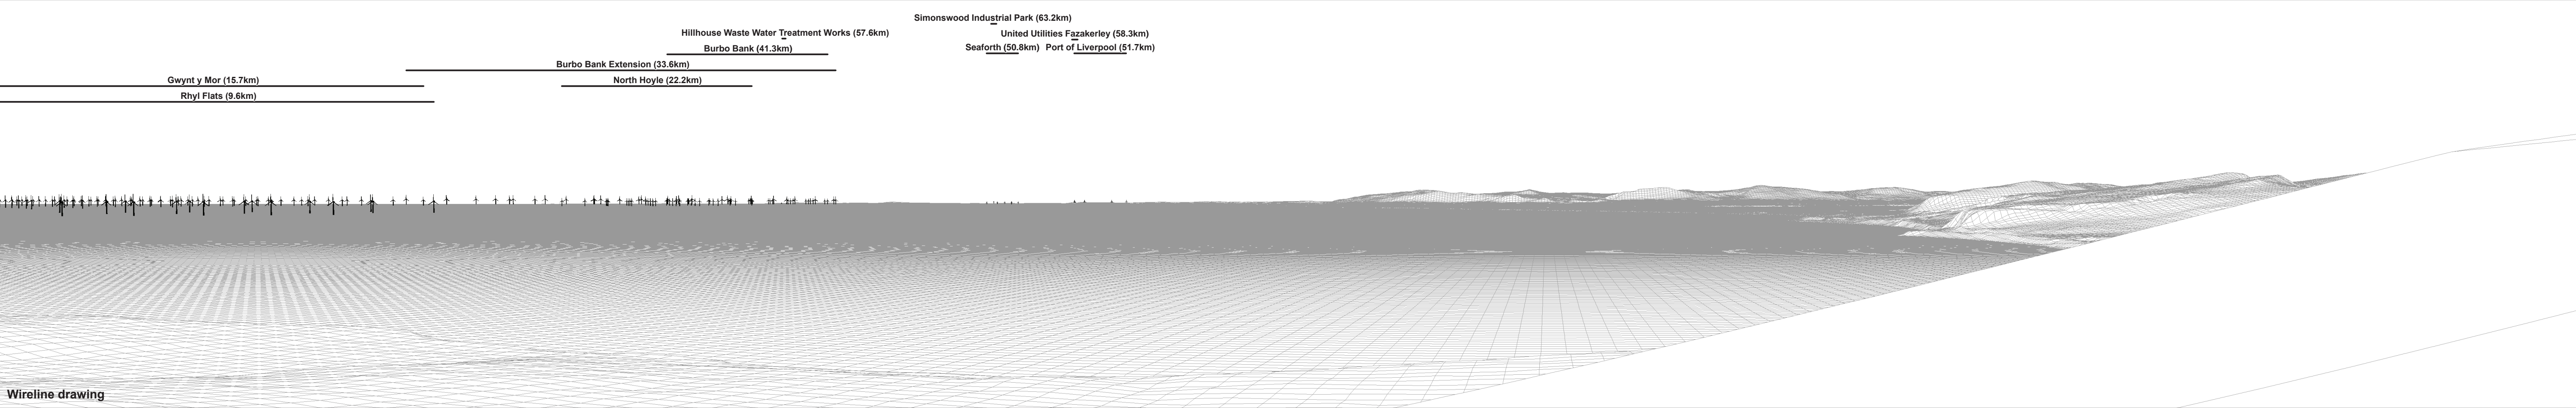 Simonswood Industrial Park (63.2km)
Hillhouse Waste Water Treatment Works (57.6km)
United Utilities Fazakerley (58.3km)
Burbo Bank (41.3km)
Seaforth (50.8km)
Port of Liverpool (51.7km)
Burbo Bank Extension (33.6km)
Gwynt y Mor (15.7km)
North Hoyle (22.2km)
Rhyl Flats (9.6km)
Wireline drawing